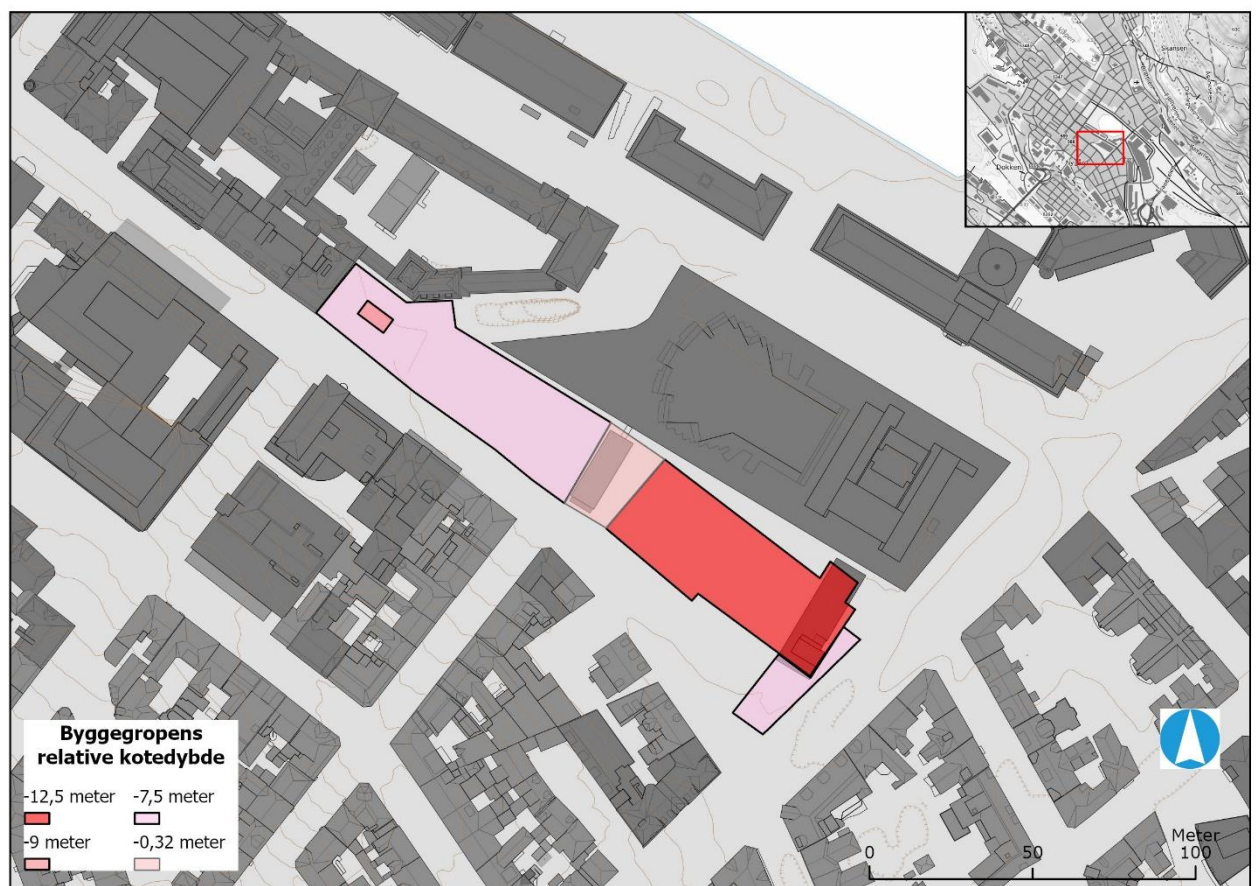 Skansen
Dokken
Byggegropens
relative kotedybde
-12,5 meter -7,5 meter
-9 meter -0,32 meter
Meter
0 50 100